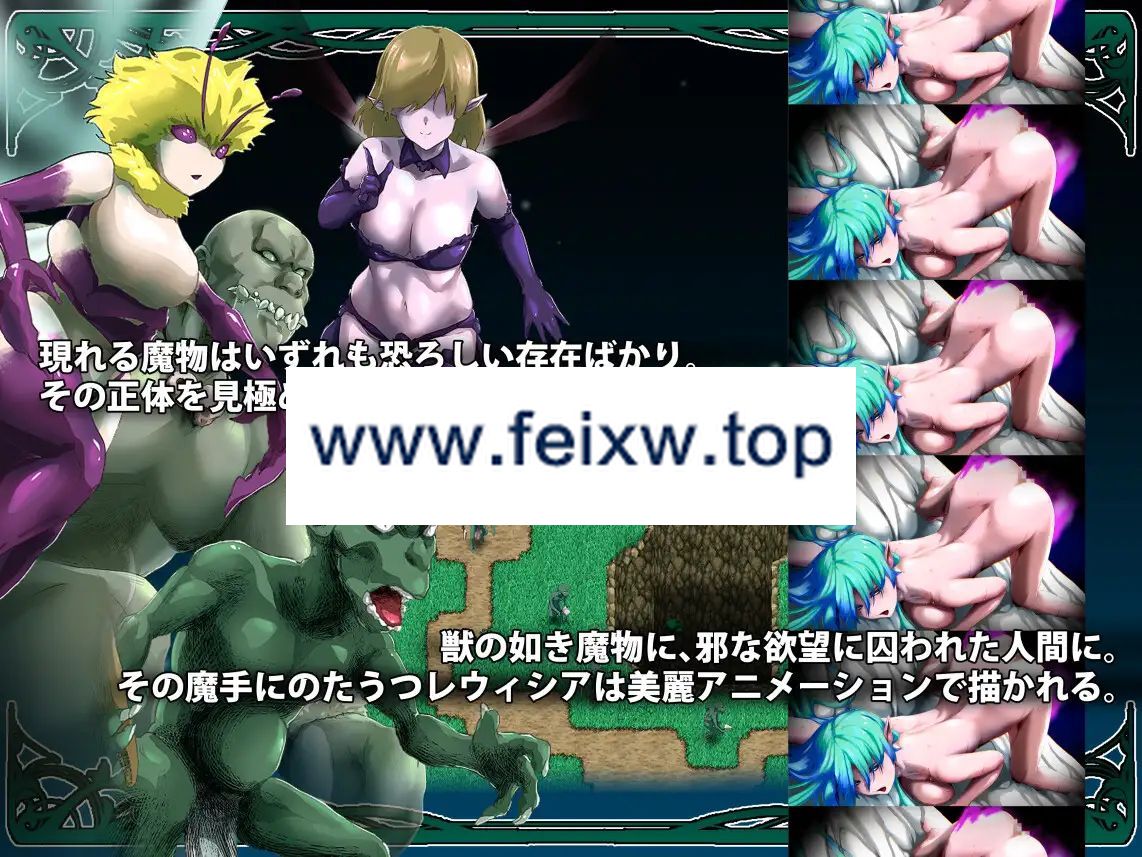 現れる魔物はいずれも恐ろしい存在ばかり。
その正体を見極め
www.feixw.top
獣の如き魔物に、邪な欲望に囚われた人間に。
その魔手にのたうつレウィシアは美麗アニメーションで描かれる。